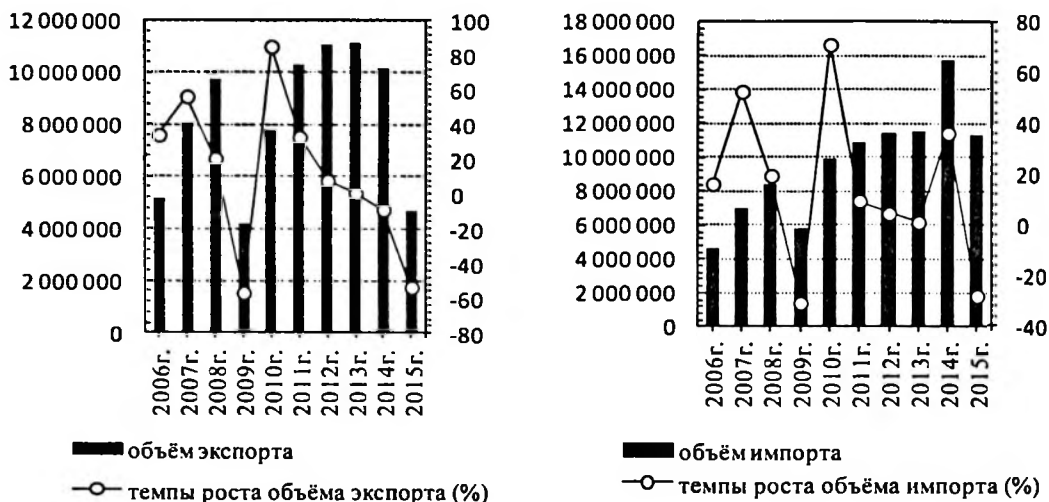 12 000 000
10 000 000
8 000 000
6 000 000
4 000 000
2 000 000
0
100
80
60
40
20
0
-20
-40
-60
-80
2006г.
2007г.
2008г.
2009г.
2010г.
2011г.
2012г.
2013г.
2014г.
2015г.
объём экспорта
темпы роста объёма экспорта (%)
18 000 000
16 000 000
14 000 000
12 000 000
10 000 000
8 000 000
6 000 000
4 000 000
2 000 000
0
80
60
40
20
0
-20
-40
2006г.
2007г.
2008г.
2009г.
2010г.
2011г.
2012г.
2013г.
2014г.
2015г.
объём импорта
темпы роста объёма импорта (%)